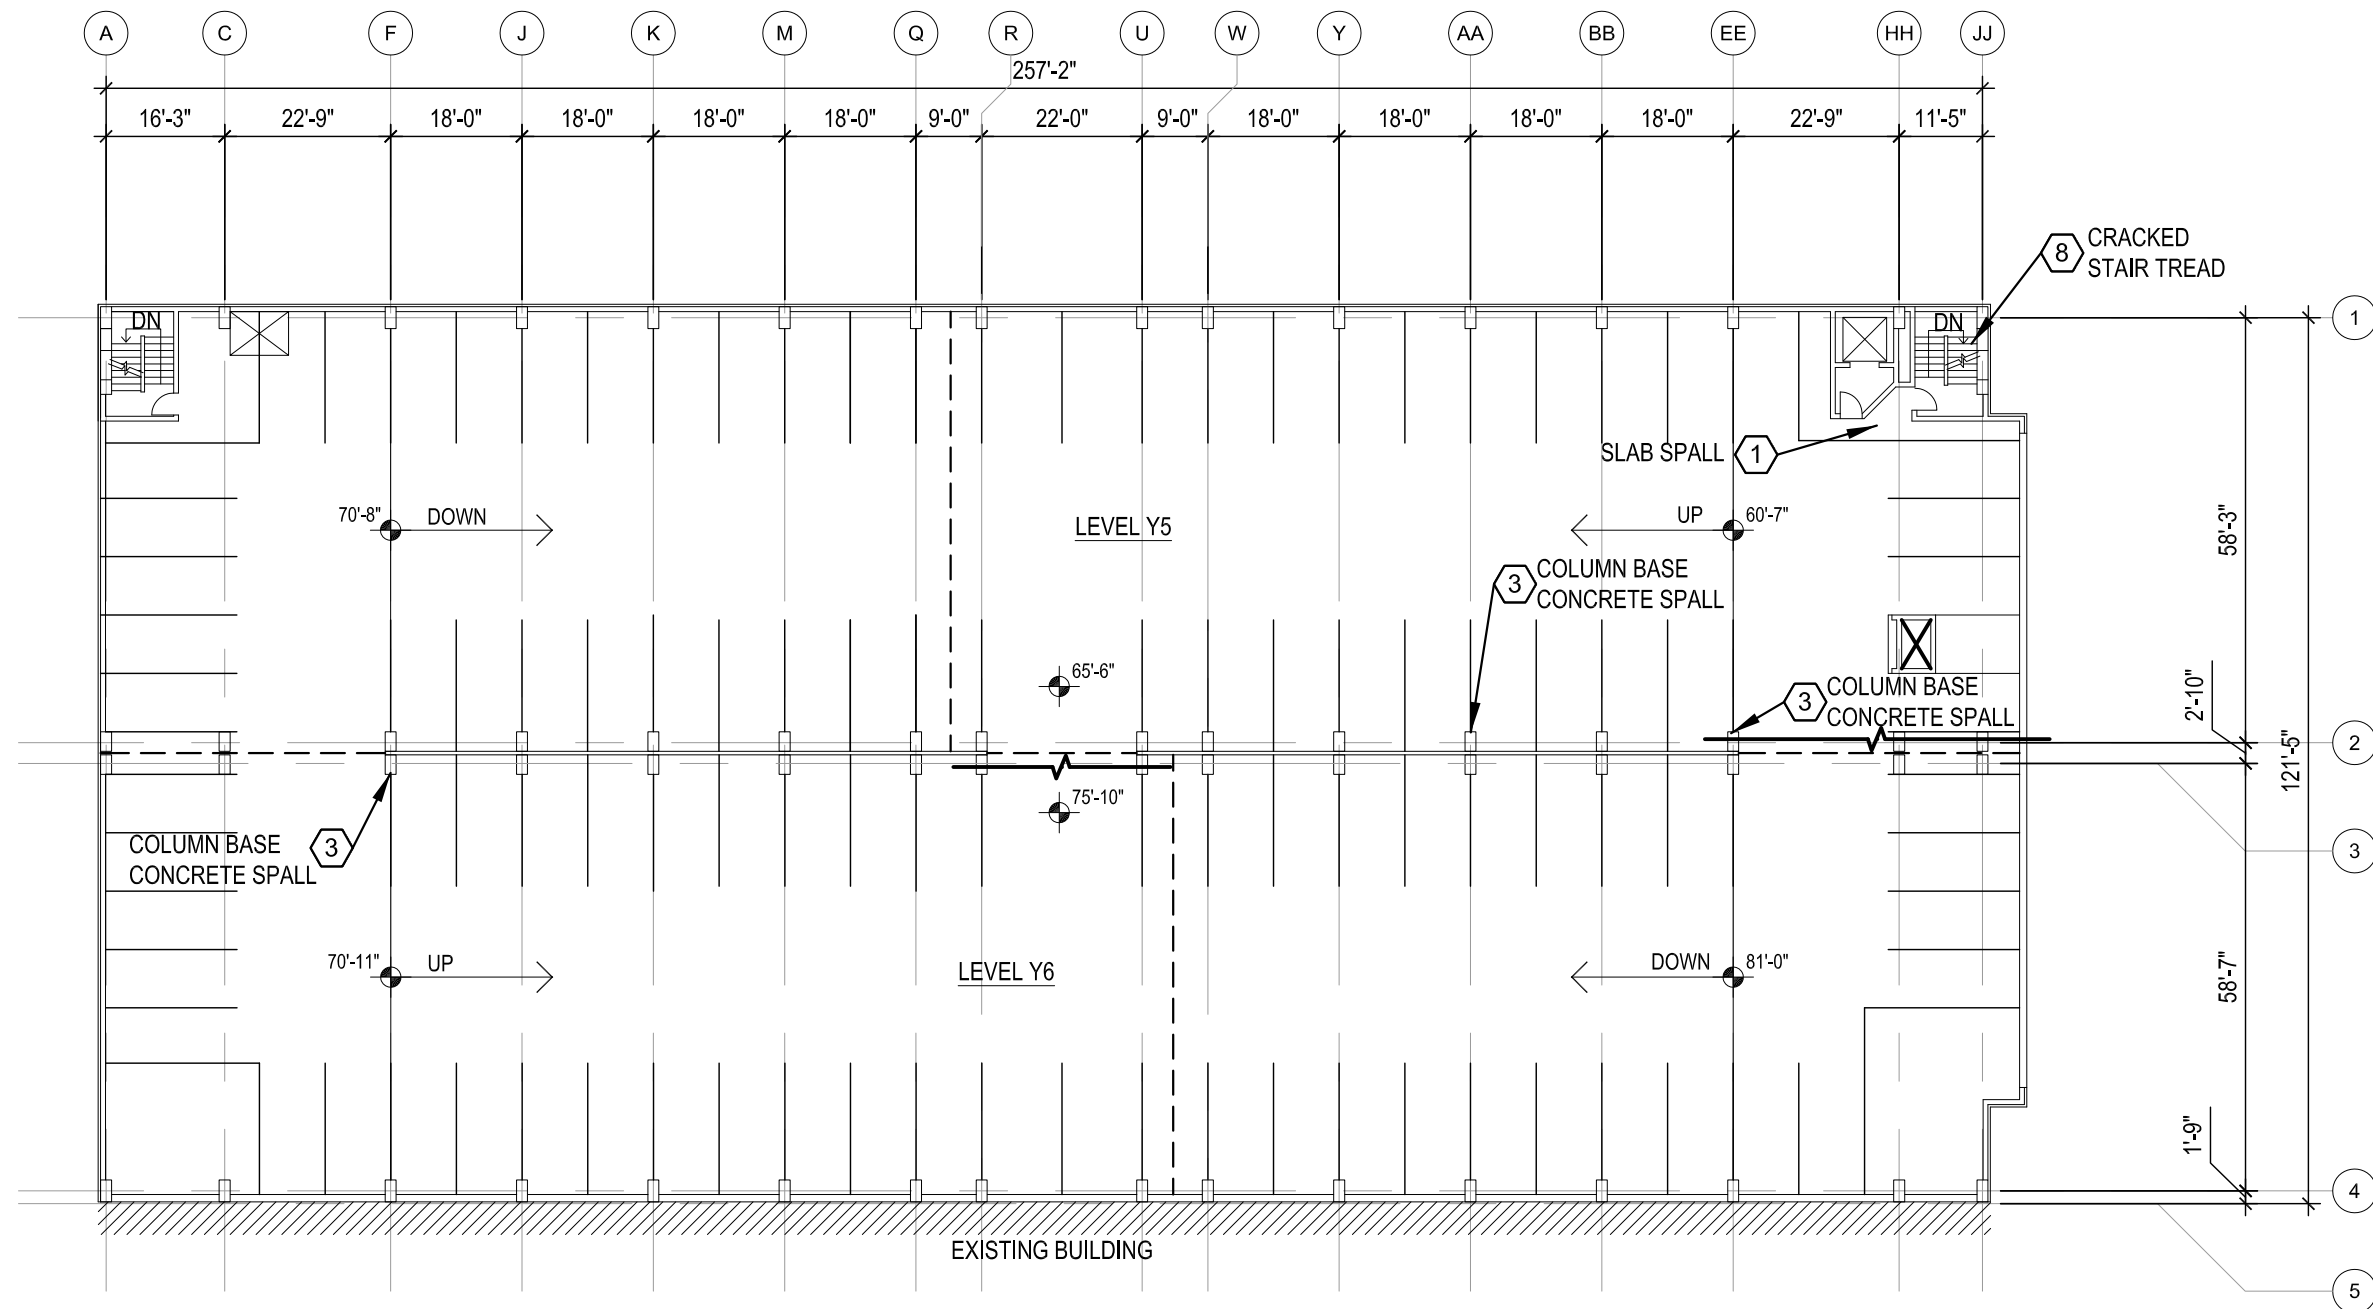 A C F J K M Q R U W Y AA BB EE HH JJ
257'-2"
16'-3" 22'-9" 18'-0" 18'-0" 18'-0" 18'-0" 9'-0" 22'-0" 9'-0" 18'-0" 18'-0" 18'-0" 18'-0" 22'-9" 11'-5"
8 CRACKED
STAIR TREAD
1
DN
DN
SLAB SPALL 1
70'-8" DOWN
LEVEL Y5
UP 60'-7"
58'-3"
3 COLUMN BASE
CONCRETE SPALL
65'-6"
3 COLUMN BASE
CONCRETE SPALL
2'-10"
2
121'-5"
75'-10"
COLUMN BASE
CONCRETE SPALL
3
3
70'-11" UP
LEVEL Y6
DOWN 81'-0"
58'-7"
1'-9"
4
EXISTING BUILDING
5